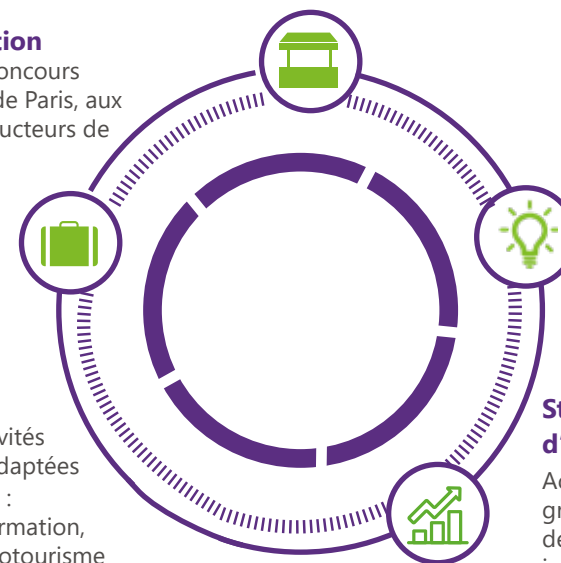 tion
oncours
de Paris, aux
ucteurs de
vités
daptées
:
rmation,
otourisme
St
d'
Ac
gr
de